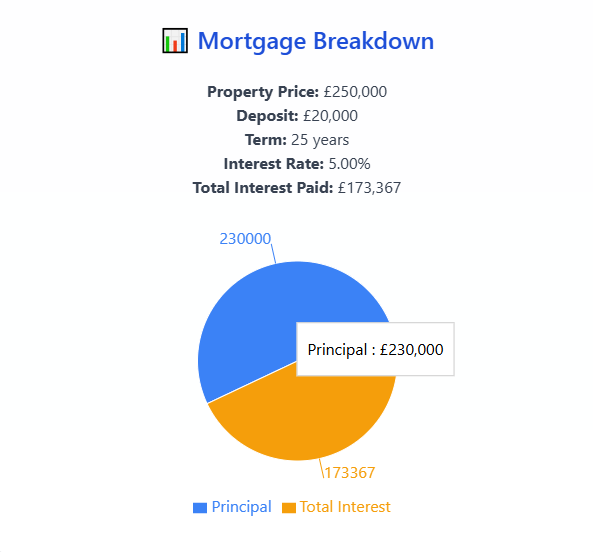 Mortgage Breakdown
Property Price: £250,000
Deposit: £20,000
Term: 25 years
Interest Rate: 5.00%
Total Interest Paid: £173,367
230000
Principal : £230,000
173367
Principal Total Interest